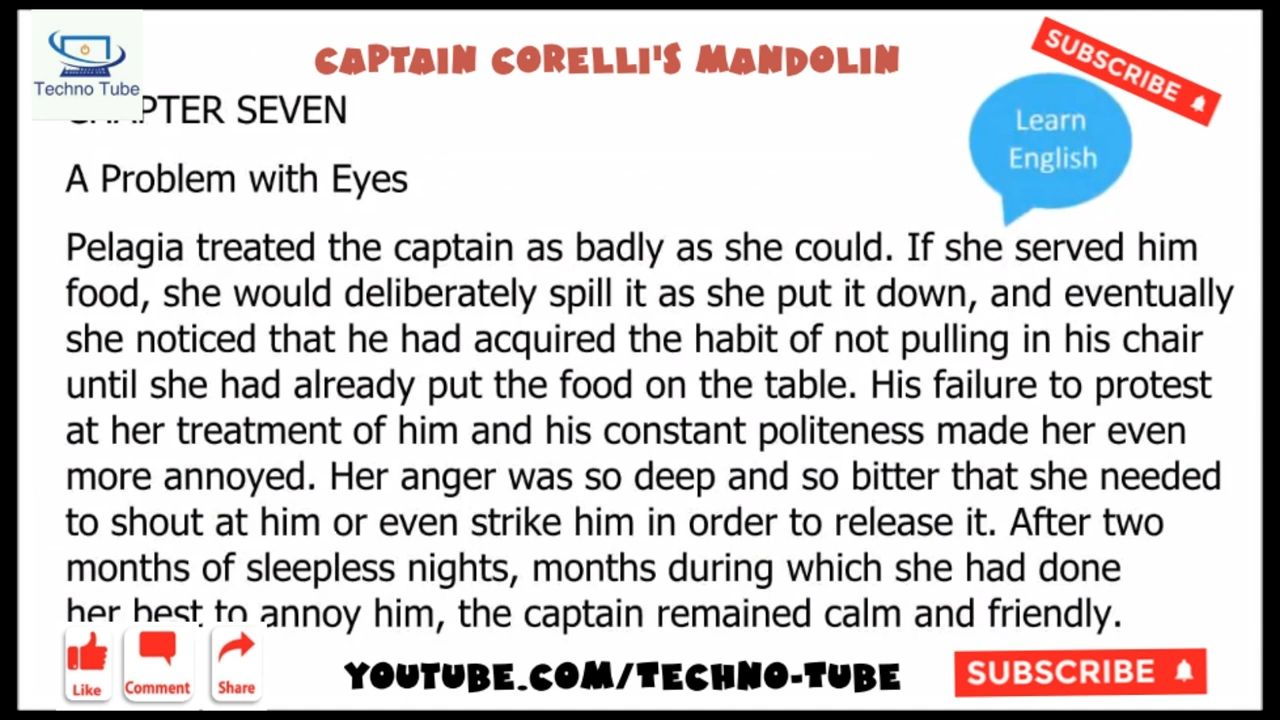 CAPTAIN CORELLI'S MANDOLIN
SUBSCRIBE
Techno Tube
CHAPTER SEVEN
Learn
English
A Problem with Eyes
Pelagia treated the captain as badly as she could. If she served him
food, she would deliberately spill it as she put it down, and eventually
she noticed that he had acquired the habit of not pulling in his chair
until she had already put the food on the table. His failure to protest
at her treatment of him and his constant politeness made her even
more annoyed. Her anger was so deep and so bitter that she needed
to shout at him or even strike him in order to release it. After two
months of sleepless nights, months during which she had done
her best to annoy him, the captain remained calm and friendly.
Like
Comment
Share
YOUTUBE.COM/TECHNO-TUBE
SUBSCRIBE